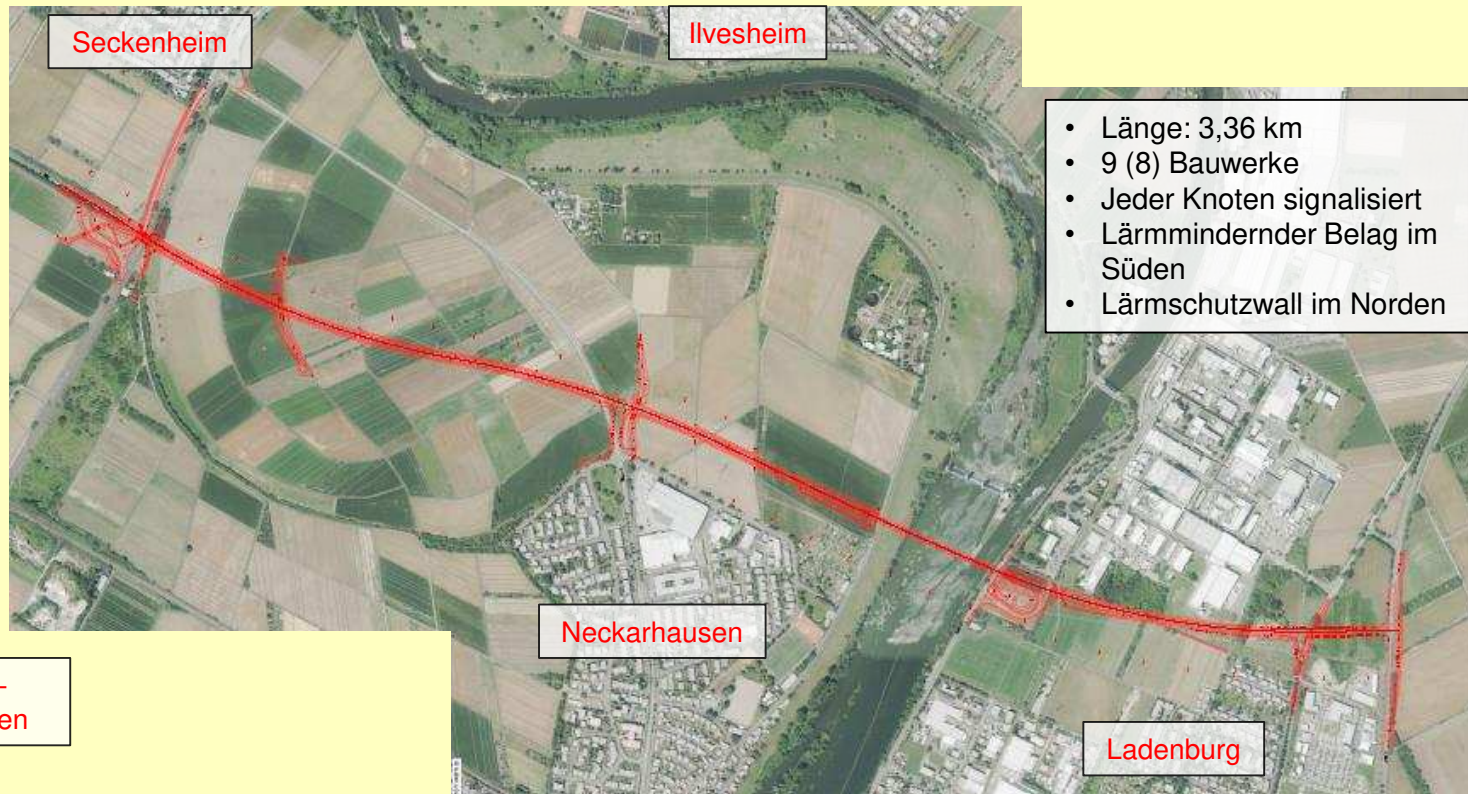 Seckenheim
Ilvesheim
• Länge: 3,36 km
• 9 (8) Bauwerke
• Jeder Knoten signalisiert
• Lärmmindernder Belag im
Süden
• Lärmschutzwall im Norden
Neckarhausen
-
en
Ladenburg